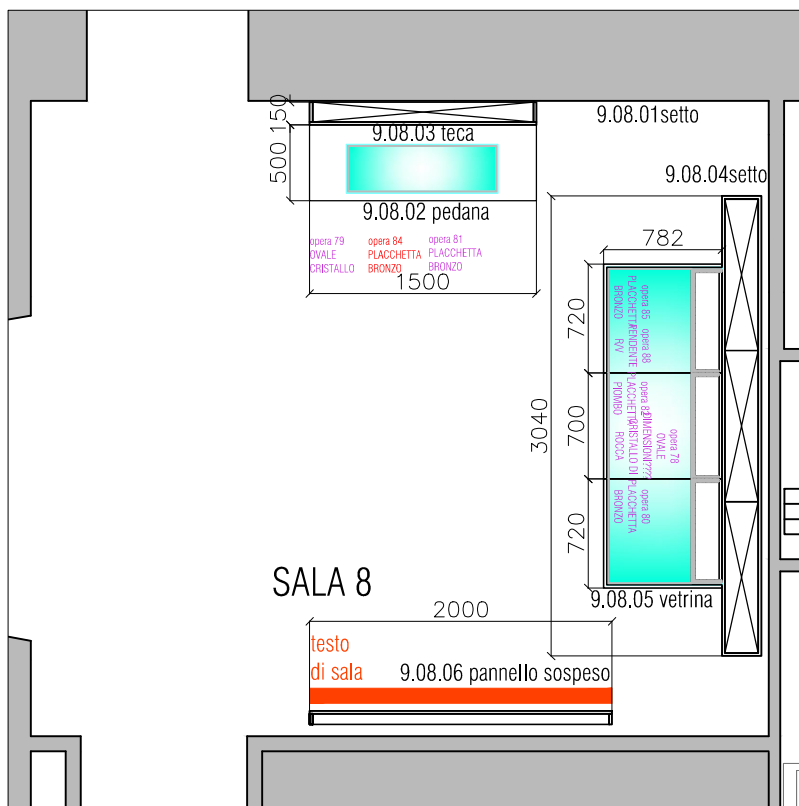 150
9.08.01setto
9.08.03 teca
500
9.08.04setto
9.08.02 pedana
opera 79
OVALE
CRISTALLO
opera 84
PLACCHETTA
BRONZO
opera 81
PLACCHETTA
BRONZO
1500
782
720
700
720
3040
opera 85
PLACCHETTA
BRONZO
opera 88
PENDENTE
R/V
opera 82
PLACCHETTA
PIOMBO
DIMENSIONI????
opera 78
OVALE
CRISTALLO DI
ROCCA
opera 80
PLACCHETTA
BRONZO
SALA 8
9.08.05 vetrina
2000
testo
di sala
9.08.06 pannello sospeso